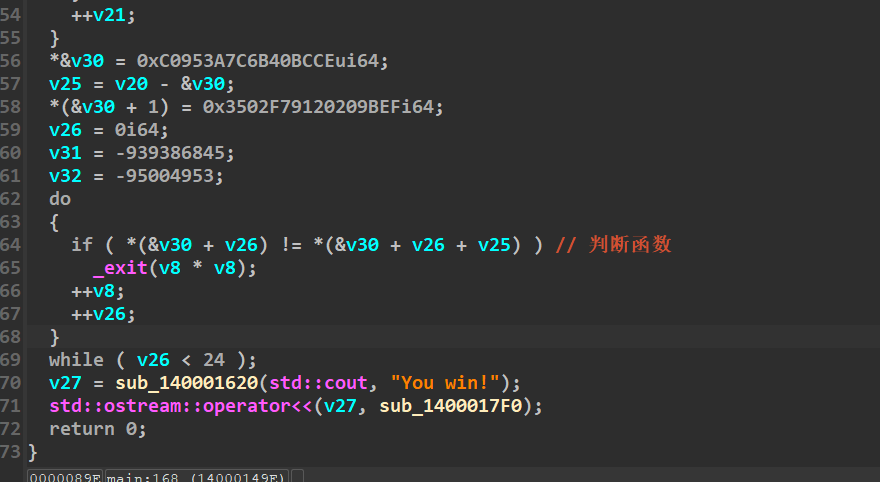 54 ++v21;
55 }
56 *&v30 = 0xC0953A7C6B40BCCEui64;
57 v25 = v20 - &v30;
58 *(&v30 + 1) = 0x3502F79120209BEFi64;
59 v26 = 0i64;
60 v31 = -939386845;
61 v32 = -95004953;
62 do
63 {
64 if ( *(&v30 + v26) != *(&v30 + v26 + v25) ) // 判断函数
65 _exit(v8 * v8);
66 ++v8;
67 ++v26;
68 }
69 while ( v26 < 24 );
70 v27 = sub_140001620(std::cout, "You win!");
71 std::ostream::operator<<(v27, sub_1400017F0);
72 return 0;
73 }
0000089E main:168 (14000149E)